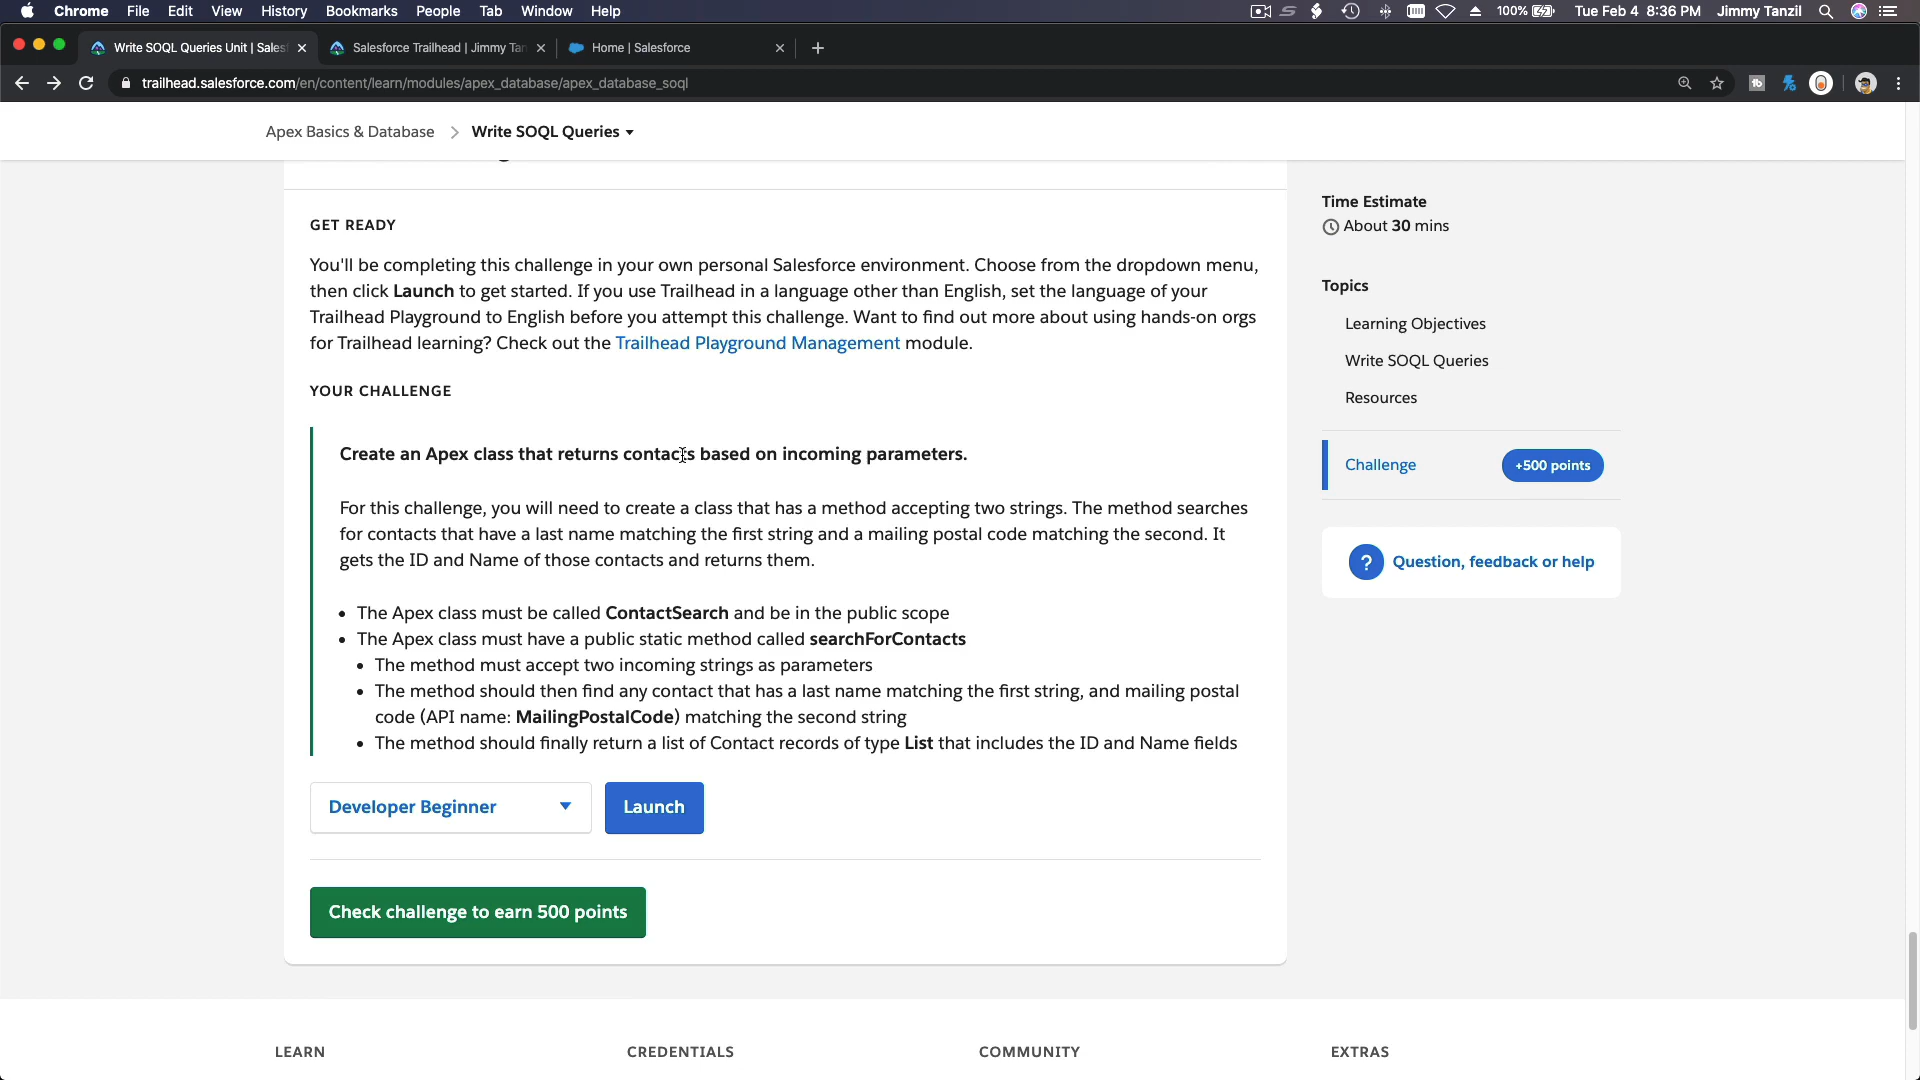 Chrome File Edit View History Bookmarks People Tab Window Help 100% Tue Feb 4 8:36 PM Jimmy Tanzil
Write SOQL Queries Unit | Sales Salesforce Trailhead | Jimmy Tan Home | Salesforce
trailhead.salesforce.com/en/content/learn/modules/apex_database/apex_database_soql
Apex Basics & Database > Write SOQL Queries
GET READY
You'll be completing this challenge in your own personal Salesforce environment. Choose from the dropdown menu,
then click Launch to get started. If you use Trailhead in a language other than English, set the language of your
Trailhead Playground to English before you attempt this challenge. Want to find out more about using hands-on orgs
for Trailhead learning? Check out the Trailhead Playground Management module.
YOUR CHALLENGE
Create an Apex class that returns contacts based on incoming parameters.
For this challenge, you will need to create a class that has a method accepting two strings. The method searches
for contacts that have a last name matching the first string and a mailing postal code matching the second. It
gets the ID and Name of those contacts and returns them.
• The Apex class must be called ContactSearch and be in the public scope
• The Apex class must have a public static method called searchForContacts
• The method must accept two incoming strings as parameters
• The method should then find any contact that has a last name matching the first string, and mailing postal
code (API name: MailingPostalCode) matching the second string
• The method should finally return a list of Contact records of type List that includes the ID and Name fields
Developer Beginner
Launch
Check challenge to earn 500 points
Time Estimate
About 30 mins
Topics
Learning Objectives
Write SOQL Queries
Resources
Challenge
+500 points
? Question, feedback or help
LEARN
CREDENTIALS
COMMUNITY
EXTRAS